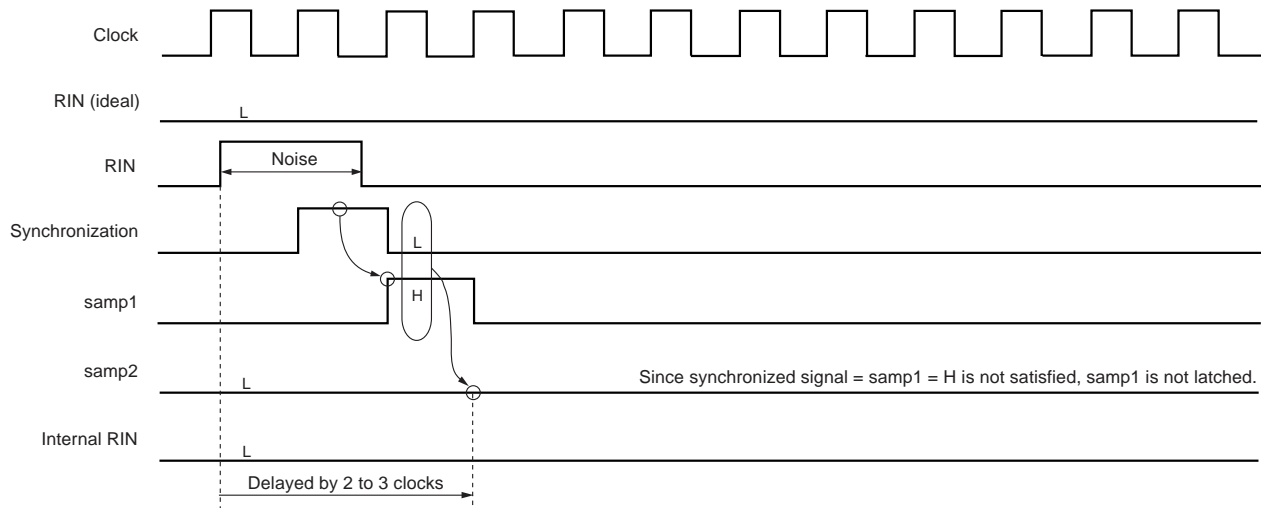 Clock
RIN (ideal)
L
RIN
Noise
Synchronization
L
samp1
H
samp2
L
Since synchronized signal = samp1 = H is not satisfied, samp1 is not latched.
Internal RIN
L
Delayed by 2 to 3 clocks